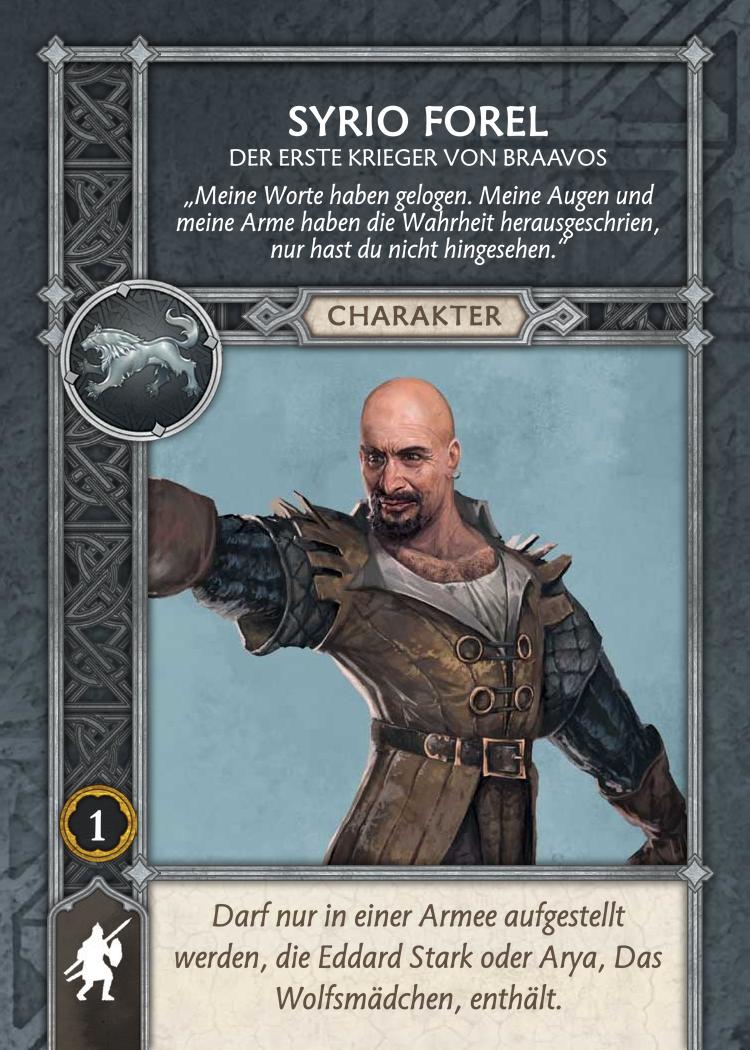 SYRIO FOREL
DER ERSTE KRIEGER VON BRAAVOS
„Meine Worte haben gelogen. Meine Augen und
meine Arme haben die Wahrheit herausgeschrien,
nur hast du nicht hingesehen.“
CHARAKTER
1
Darf nur in einer Armee aufgestellt
werden, die Eddard Stark oder Arya, Das
Wolfsmädchen, enthält.